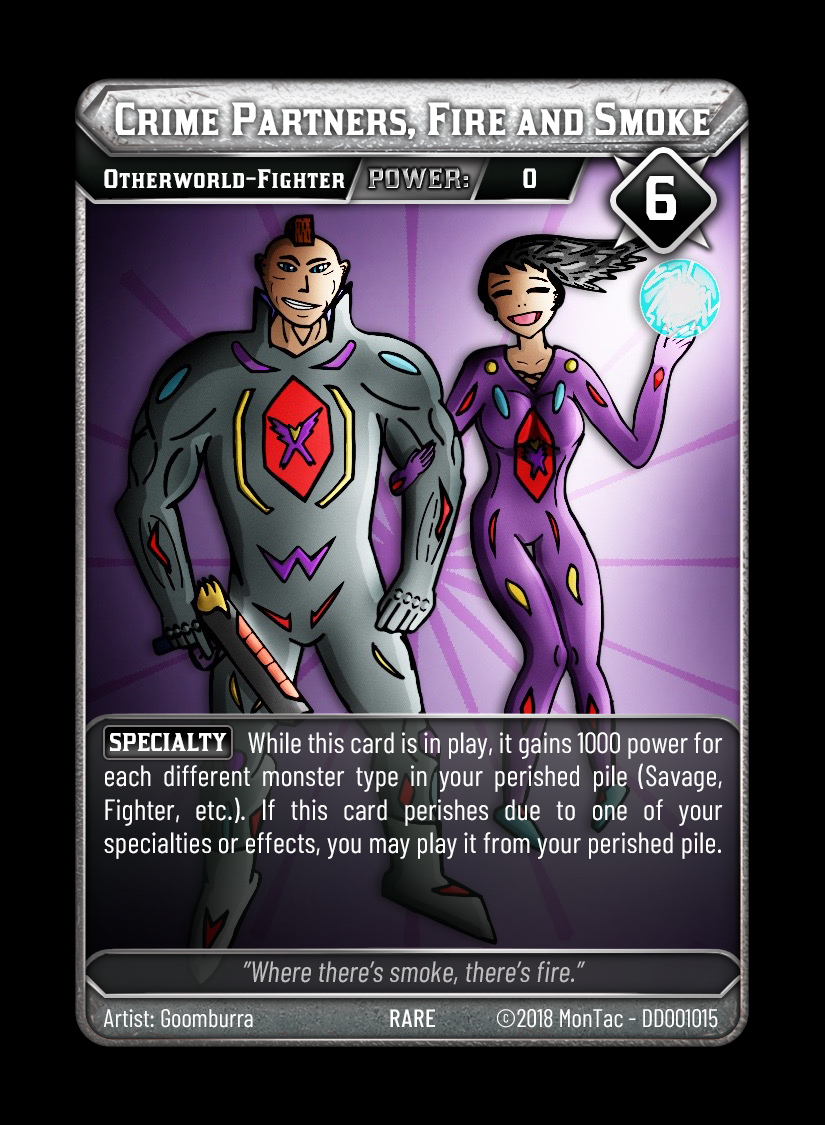 Crime Partners, Fire and Smoke
Otherworld-Fighter POWER: 0
6
SPECIALTY While this card is in play, it gains 1000 power for
each different monster type in your perished pile (Savage,
Fighter, etc.). If this card perishes due to one of your
specialties or effects, you may play it from your perished pile.
"Where there's smoke, there's fire."
Artist: Goomburra RARE ©2018 MonTac - DD001015